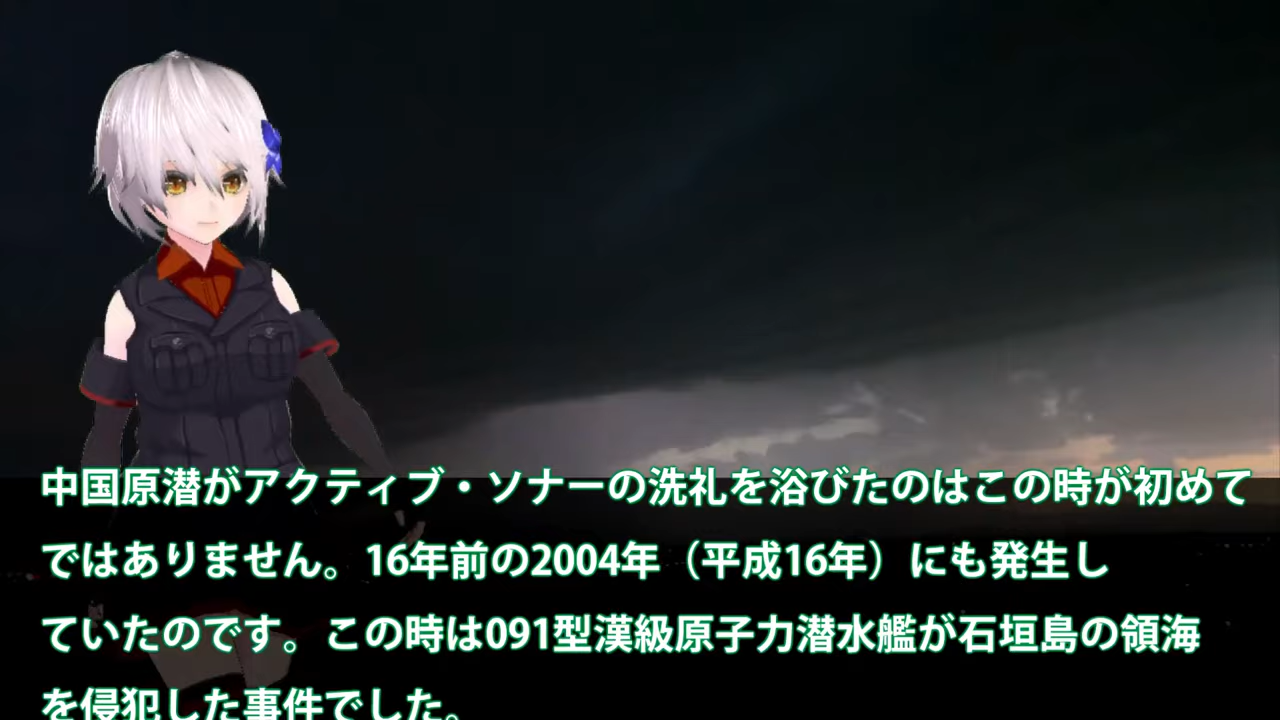 中国原潜がアクティブ・ソナーの洗礼を浴びたのはこの時が初めて
ではありません。16年前の2004年（平成16年）にも発生し
ていたのです。この時は091型漢級原子力潜水艦が石垣島の領海
を侵犯した事件でした。